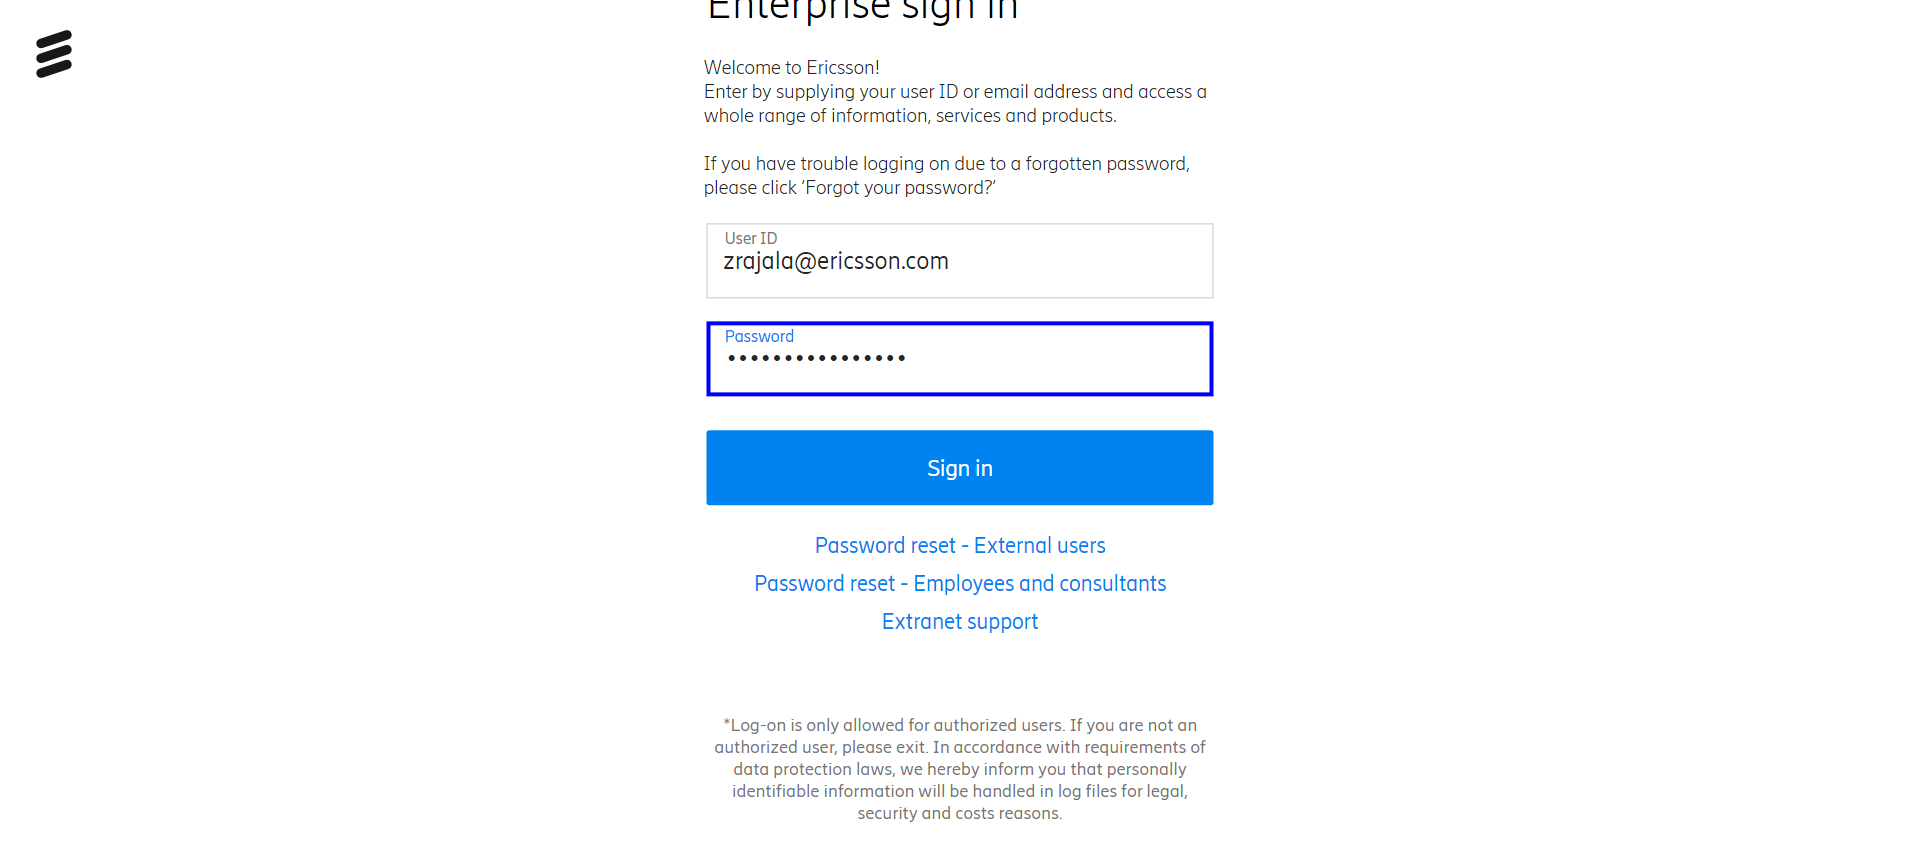 Enterprise sign in
Welcome to Ericsson!
Enter by supplying your user ID or email address and access a
whole range of information, services and products.
If you have trouble logging on due to a forgotten password,
please click 'Forgot your password?'
User ID
zrajala@ericsson.com
Password
••••••••••••••••
Sign in
Password reset - External users
Password reset - Employees and consultants
Extranet support
*Log-on is only allowed for authorized users. If you are not an
authorized user, please exit. In accordance with requirements of
data protection laws, we hereby inform you that personally
identifiable information will be handled in log files for legal,
security and costs reasons.